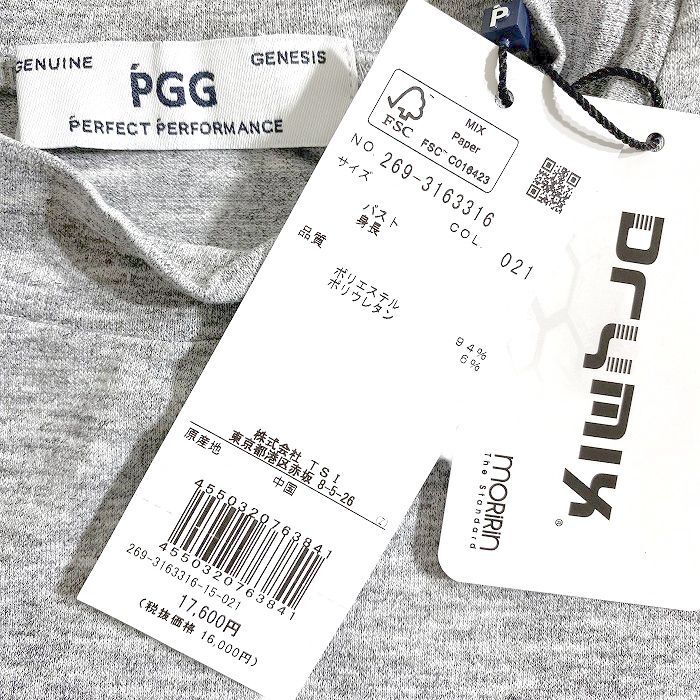 GENUINE
GENESIS
PGG
PERFECT PERFORMANCE
P
FSC
MIX
Paper
FSC™ C016423
NO. 269-3163316
サイズ
COL. 021
バスト
身長
品質
ポリエステル 94%
ポリウレタン 6%
株式会社 TSI
東京都港区赤坂 8-5-26
原産地 中国
4550320763841
4550320763841
269-3163316-15-021
17,600円
(税抜価格 16,000円)
DRYMIX®
MORIRIN
The Standard